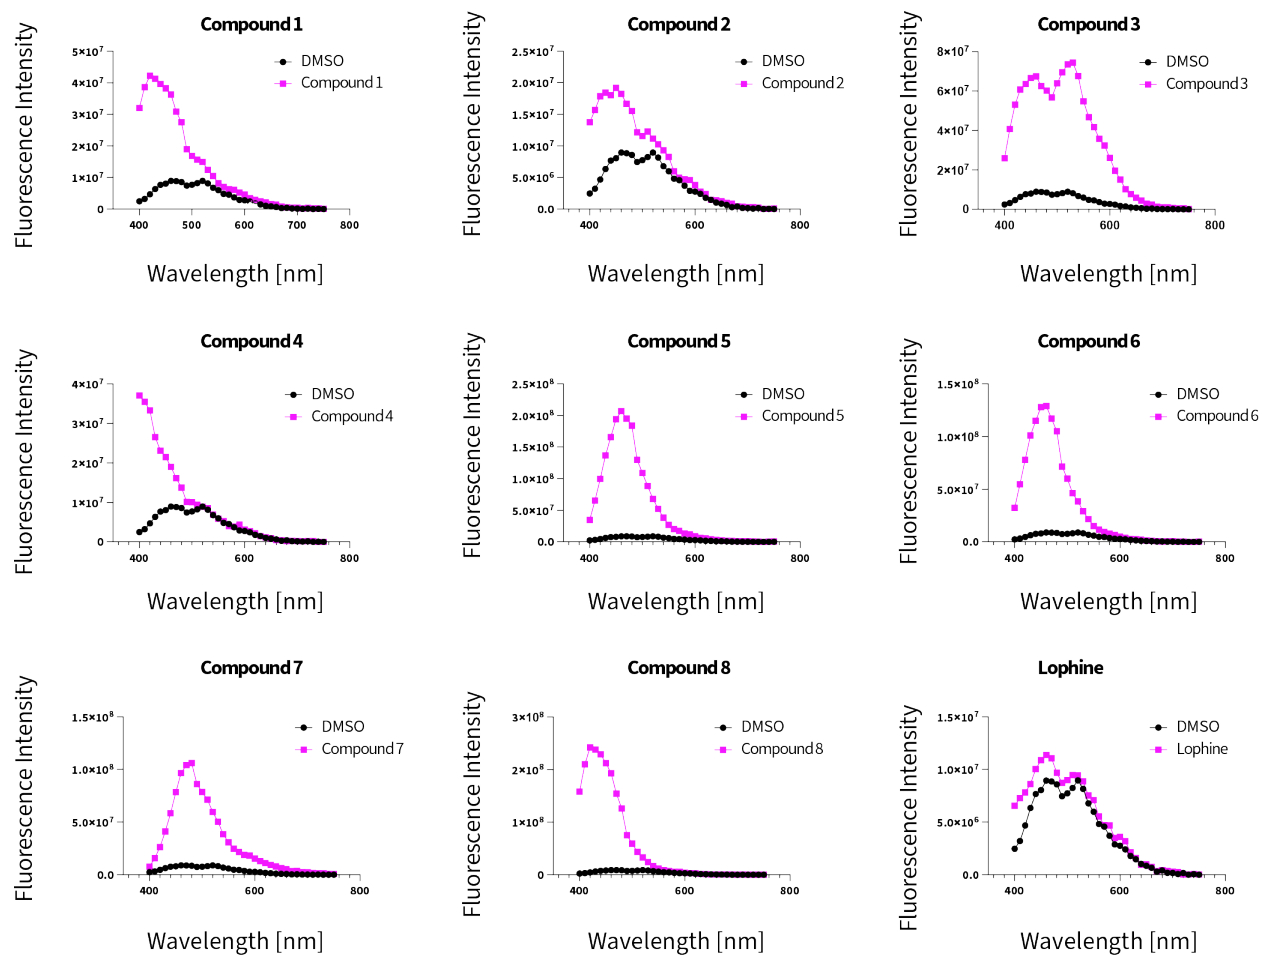 Compound 1
Fluorescence Intensity
5×10⁷
4×10⁷
3×10⁷
2×10⁷
1×10⁷
0
400 500 600 700 800
DMSO
Compound 1
Wavelength [nm]
Compound 2
Fluorescence Intensity
2.5×10⁷
2.0×10⁷
1.5×10⁷
1.0×10⁷
5.0×10⁶
0.0
400 600 800
DMSO
Compound 2
Wavelength [nm]
Compound 3
Fluorescence Intensity
8×10⁷
6×10⁷
4×10⁷
2×10⁷
0
400 600 800
DMSO
Compound 3
Wavelength [nm]
Compound 4
Fluorescence Intensity
4×10⁷
3×10⁷
2×10⁷
1×10⁷
0
400 600 800
DMSO
Compound 4
Wavelength [nm]
Compound 5
Fluorescence Intensity
2.5×10⁸
2.0×10⁸
1.5×10⁸
1.0×10⁸
5.0×10⁷
0.0
400 600 800
DMSO
Compound 5
Wavelength [nm]
Compound 6
Fluorescence Intensity
1.5×10⁸
1.0×10⁸
5.0×10⁷
0.0
400 600 800
DMSO
Compound 6
Wavelength [nm]
Compound 7
Fluorescence Intensity
1.5×10⁸
1.0×10⁸
5.0×10⁷
0.0
400 600 800
DMSO
Compound 7
Wavelength [nm]
Compound 8
Fluorescence Intensity
3×10⁸
2×10⁸
1×10⁸
0
400 600 800
DMSO
Compound 8
Wavelength [nm]
Lophine
Fluorescence Intensity
1.5×10⁷
1.0×10⁷
5.0×10⁶
0.0
400 600 800
DMSO
Lophine
Wavelength [nm]